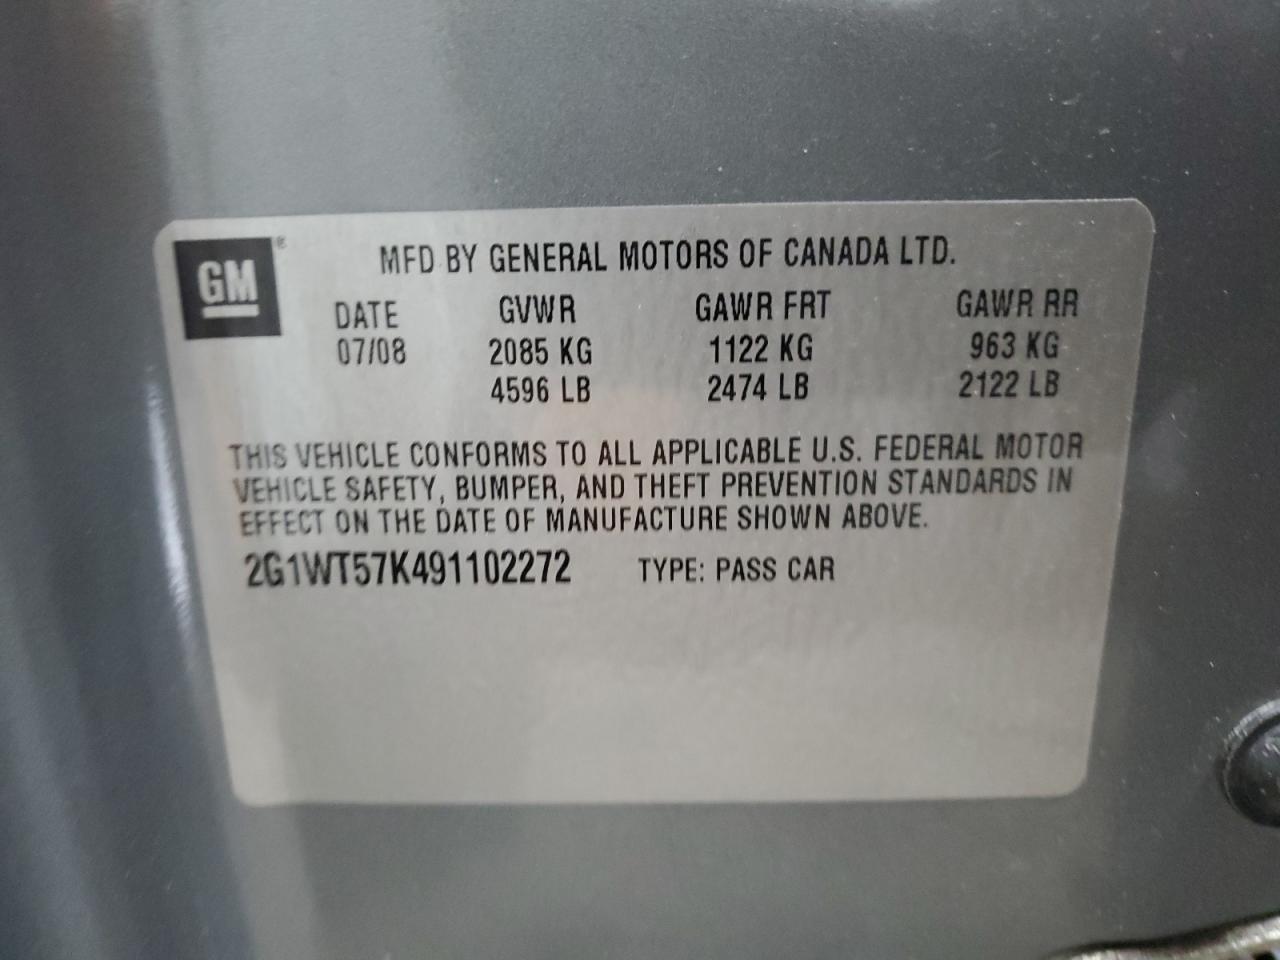 GM ®
MFD BY GENERAL MOTORS OF CANADA LTD.
DATE GVWR GAWR FRT GAWR RR
07/08 2085 KG 1122 KG 963 KG
4596 LB 2474 LB 2122 LB
THIS VEHICLE CONFORMS TO ALL APPLICABLE U.S. FEDERAL MOTOR
VEHICLE SAFETY, BUMPER, AND THEFT PREVENTION STANDARDS IN
EFFECT ON THE DATE OF MANUFACTURE SHOWN ABOVE.
2G1WT57K491102272 TYPE: PASS CAR